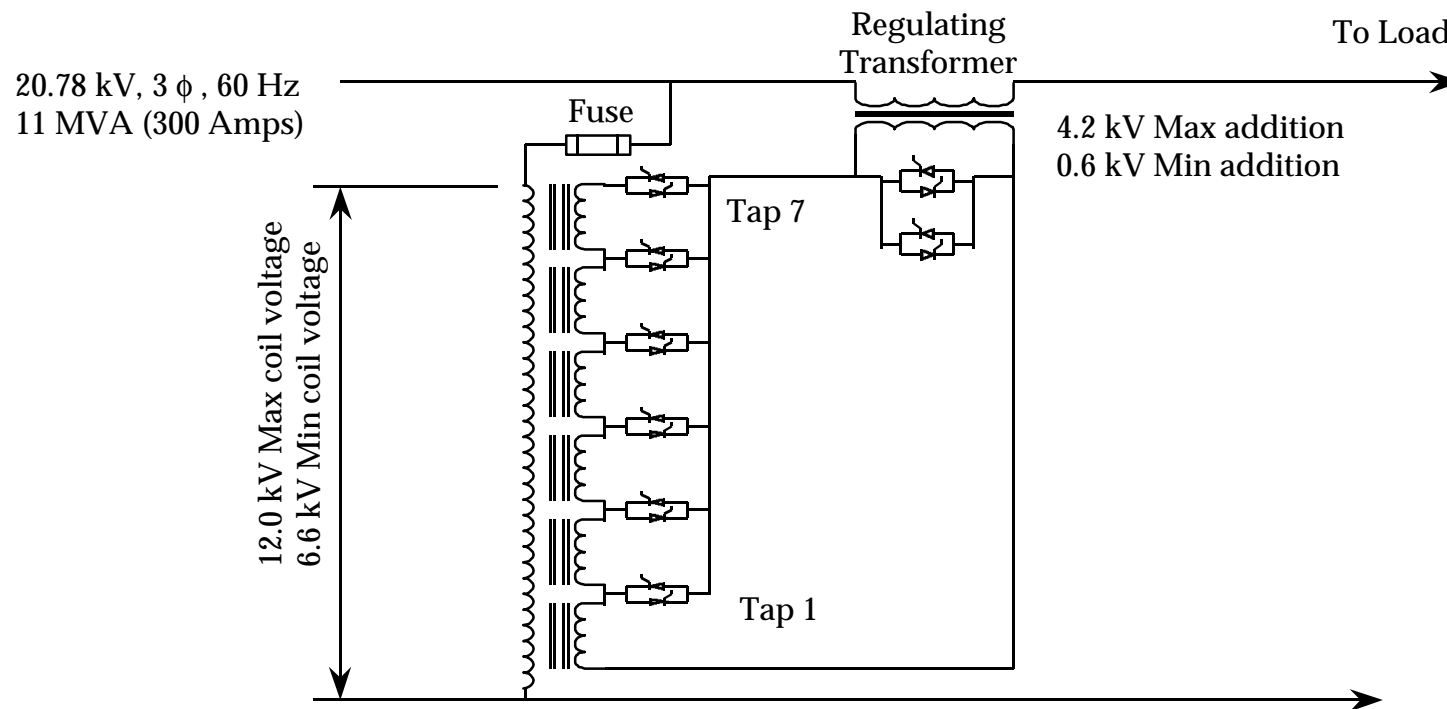 Regulating
Transformer
To Load
20.78 kV, 3 ϕ , 60 Hz
11 MVA (300 Amps)
Fuse
4.2 kV Max addition
0.6 kV Min addition
Tap 7
12.0 kV Max coil voltage
6.6 kV Min coil voltage
Tap 1